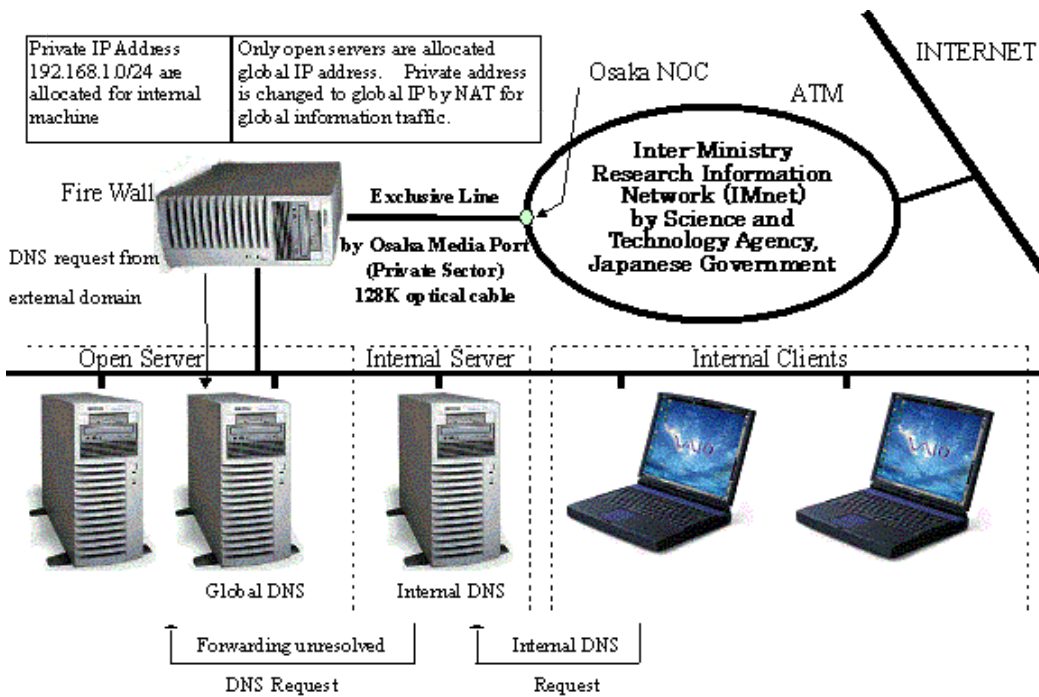 Private IP Address
192.168.1.0/24 are
allocated for internal
machine
Only open servers are allocated
global IP address. Private address
is changed to global IP by NAT for
global information traffic.
INTERNET
Osaka NOC
ATM
Inter-Ministry
Research Information
Network (IMnet)
by Science and
Technology Agency,
Japanese Government
Fire Wall
Exclusive Line
by Osaka Media Port
(Private Sector)
128K optical cable
DNS request from
external domain
Open Server
Internal Server
Internal Clients
VAIO
VAIO
Global DNS
Internal DNS
Forwarding unresolved
DNS Request
Internal DNS
Request